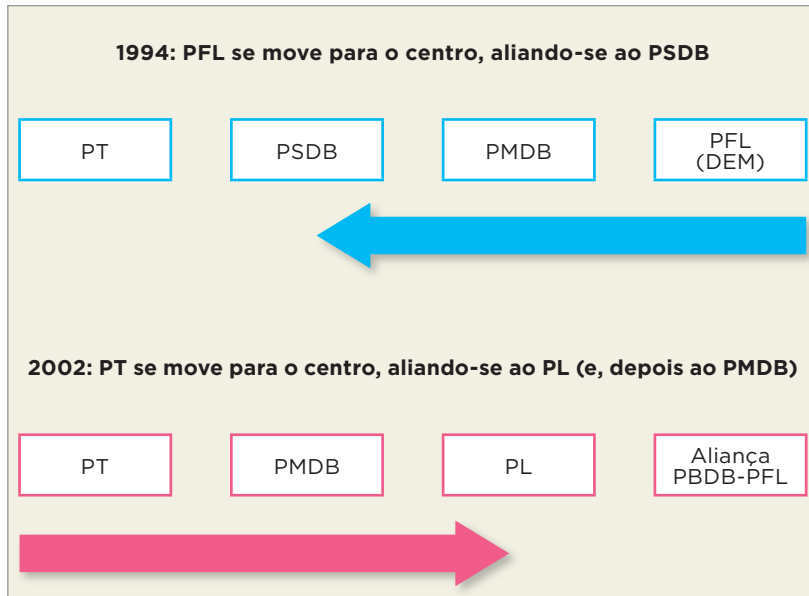 1994: PFL se move para o centro, aliando-se ao PSDB
PT
PSDB
PMDB
PFL
(DEM)
2002: PT se move para o centro, aliando-se ao PL (e, depois ao PMDB)
PT
PMDB
PL
Aliança
PBDB-PFL